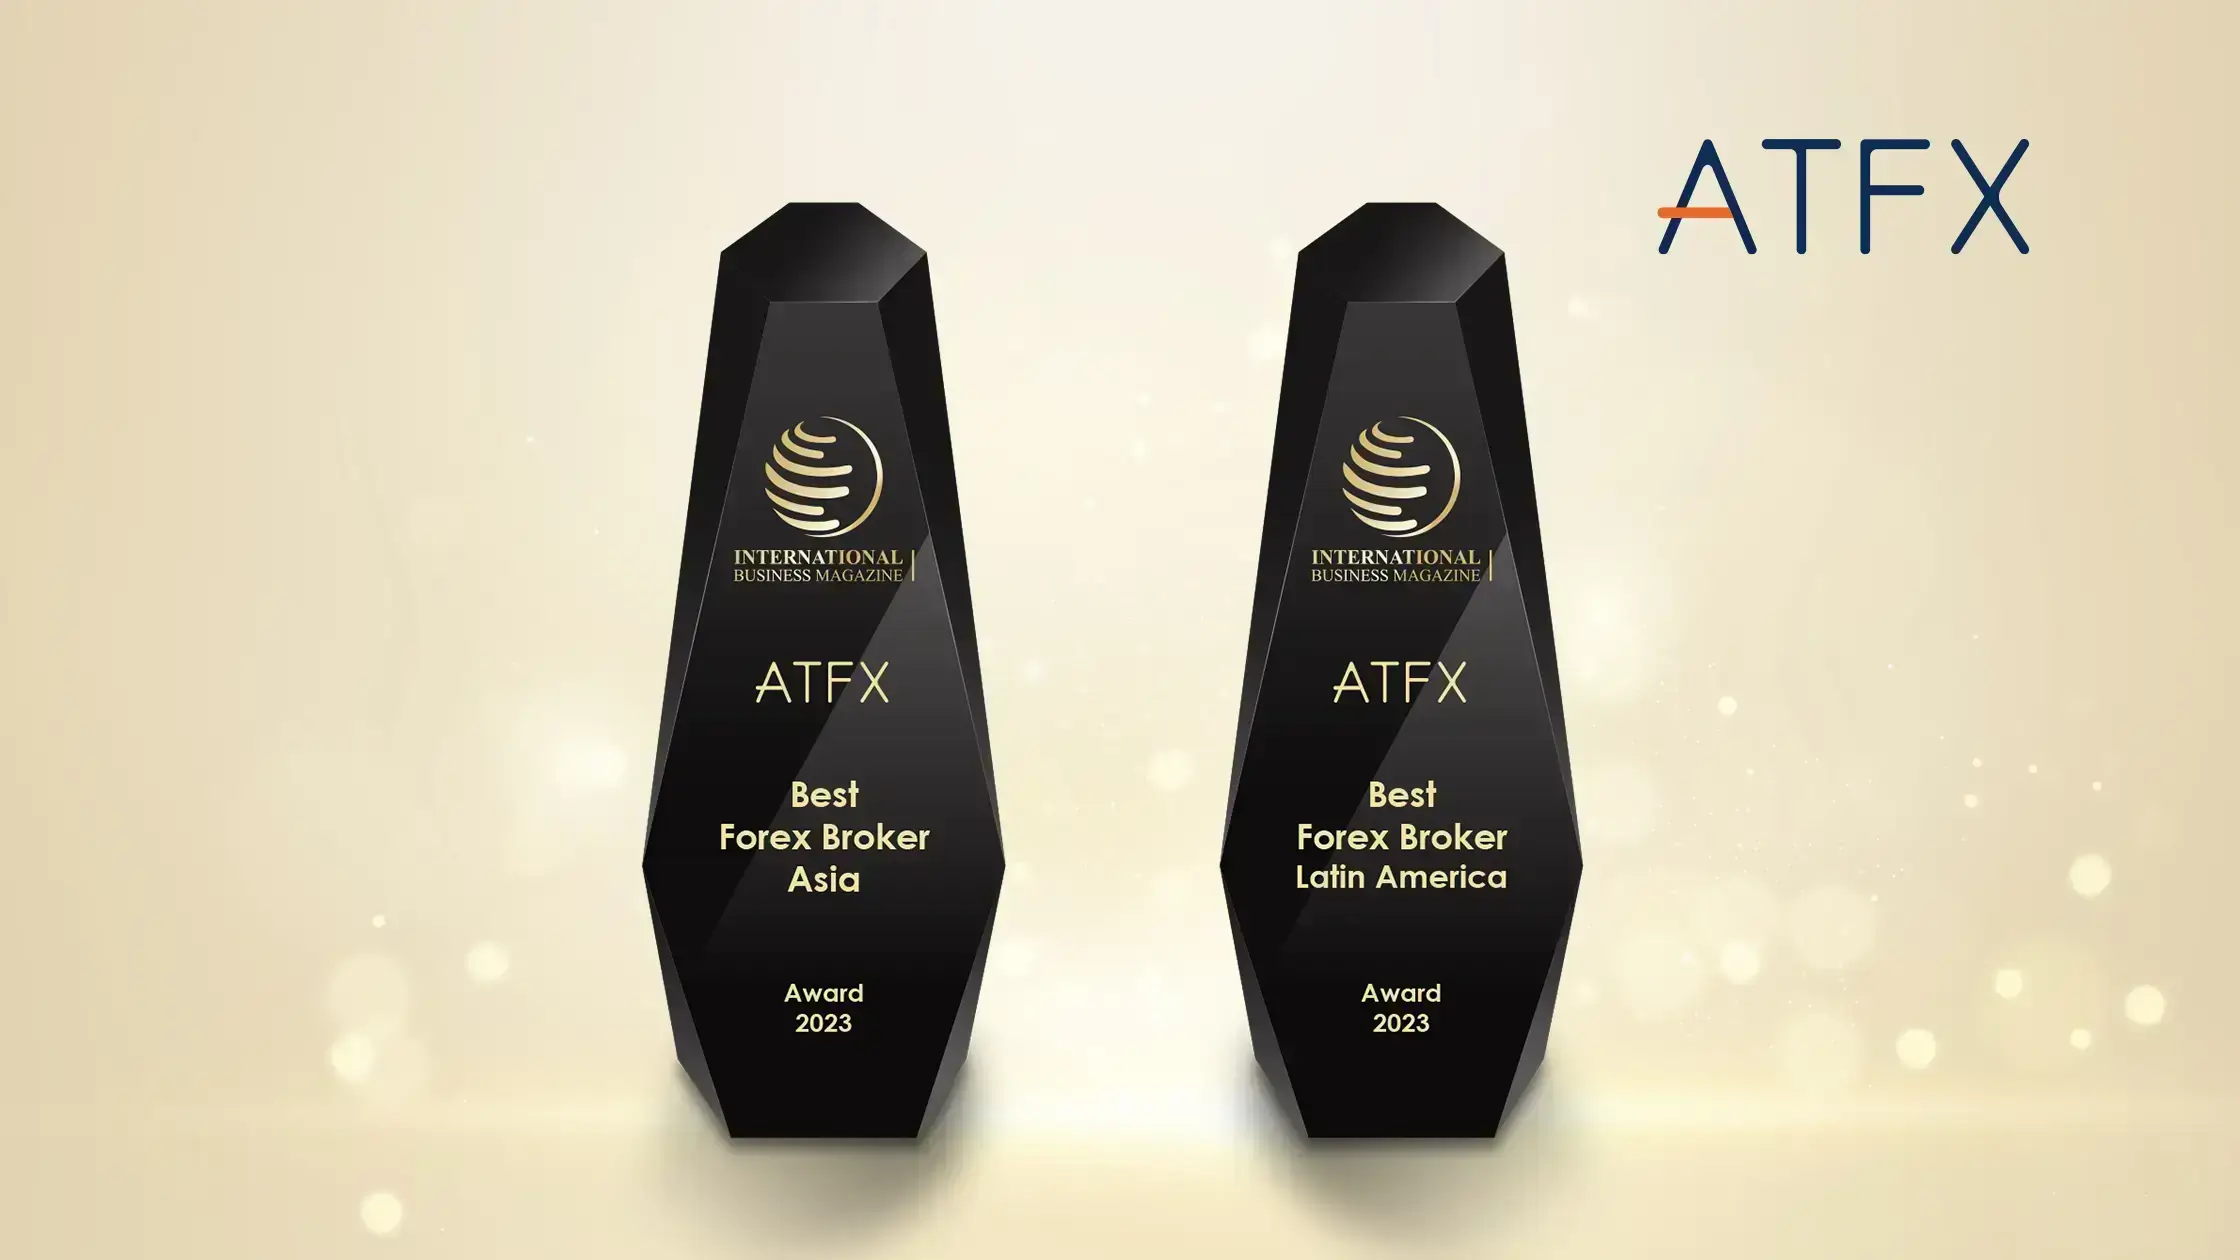 ATFX
INTERNATIONAL
BUSINESS MAGAZINE
ATFX
Best
Forex Broker
Asia
Award
2023
INTERNATIONAL
BUSINESS MAGAZINE
ATFX
Best
Forex Broker
Latin America
Award
2023